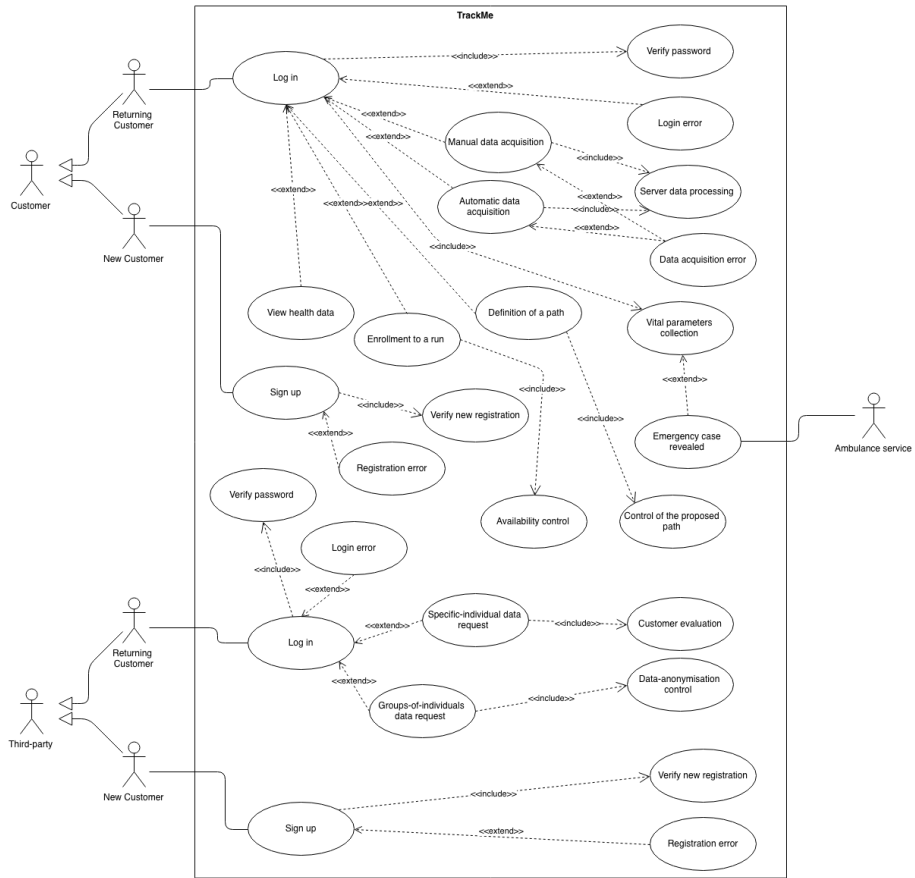 TrackMe
Verify password
<<include>>
Log in
<<extend>>
Returning
Customer
Login error
<<extend>>
Manual data acquisition
<<extend>>
<<include>>
Customer
Server data processing
<<extend>>
<<extend>>
Automatic data
acquisition
<<include>>
<<extend>>extend>>
<<extend>>
New Customer
<<include>>
Data acquisition error
View health data
Definition of a path
Vital parameters
collection
Enrollment to a run
<<extend>>
<<include>>
Sign up
<<include>>
Verify new registration
<<include>>
<<extend>>
Emergency case
revealed
Ambulance service
Registration error
Verify password
Availability control
Control of the proposed
path
Login error
<<include>>
<<extend>>
Specific-individual data
request
<<extend>>
<<include>>
Customer evaluation
Returning
Customer
Log in
<<extend>>
Data-anonymisation
control
<<include>>
Groups-of-individuals
data request
Third-party
New Customer
Verify new registration
<<include>>
Sign up
<<extend>>
Registration error